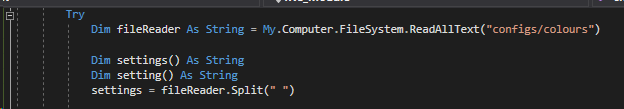 Try
Dim fileReader As String = My.Computer.FileSystem.ReadAllText("configs/colours")
Dim settings() As String
Dim setting() As String
settings = fileReader.Split(" ")